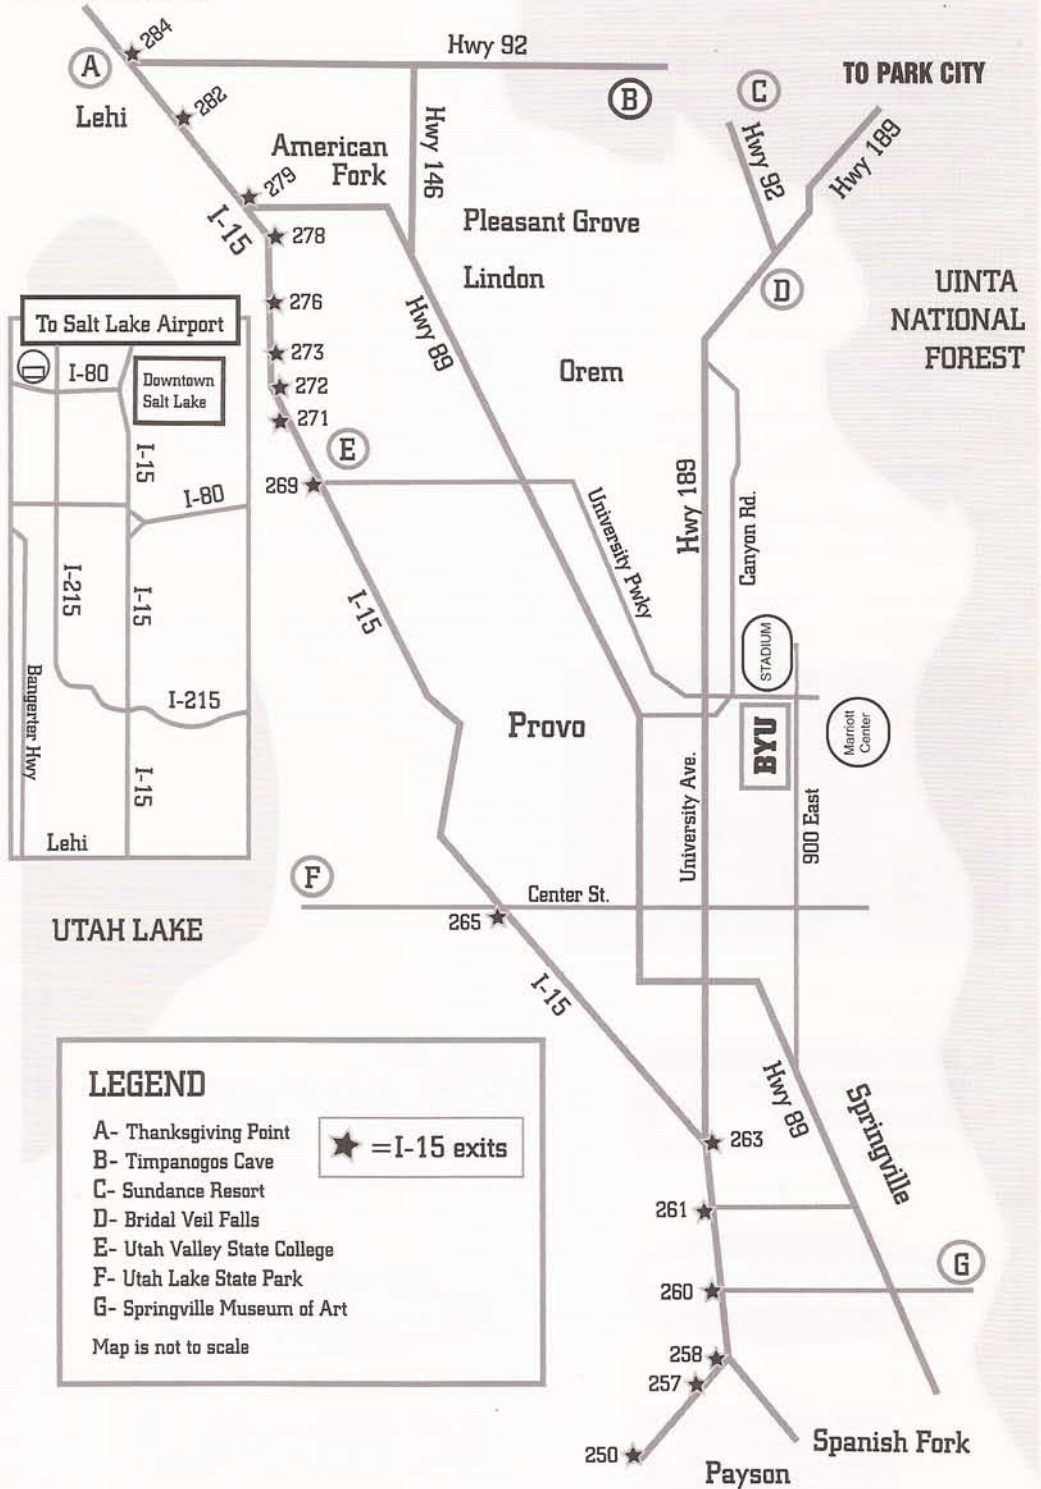 284
Hwy 92
A
B
C
TO PARK CITY
Lehi
282
American
Fork
Hwy 146
Hwy 92
Hwy 189
279
I-15
278
Pleasant Grove
Lindon
D
UINTA
NATIONAL
FOREST
276
Hwy 89
273
272
271
Orem
To Salt Lake Airport
I-80
Downtown
Salt Lake
I-15
I-80
I-215
I-15
I-215
Bangerter Hwy
I-15
Lehi
E
269
University Pwky
Hwy 189
Canyon Rd.
I-15
STADIUM
Provo
BYU
Marriott
Center
University Ave.
900 East
F
Center St.
265
UTAH LAKE
I-15
Hwy 89
Springville
263
261
260
G
258
257
250
Spanish Fork
Payson
LEGEND
A- Thanksgiving Point
B- Timpanogos Cave
C- Sundance Resort
D- Bridal Veil Falls
E- Utah Valley State College
F- Utah Lake State Park
G- Springville Museum of Art
Map is not to scale
=I-15 exits